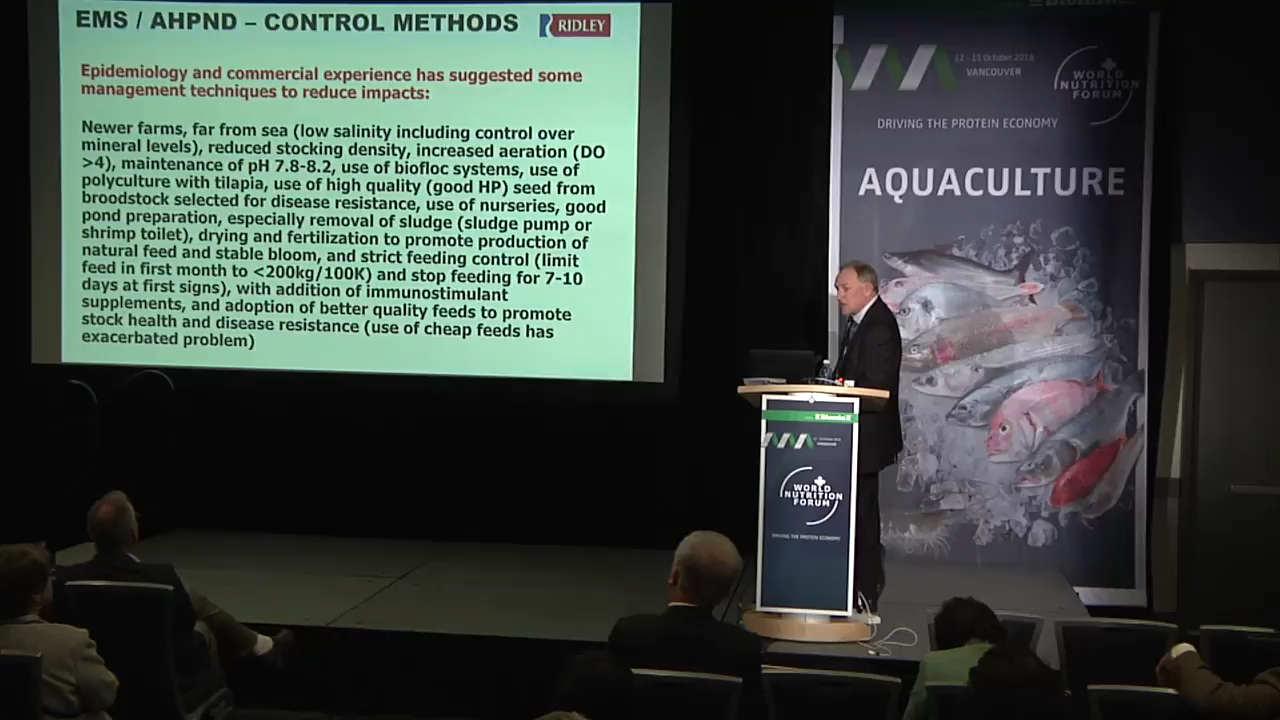 EMS / AHPND – CONTROL METHODS
RIDLEY
Epidemiology and commercial experience has suggested some
management techniques to reduce impacts:
Newer farms, far from sea (low salinity including control over
mineral levels), reduced stocking density, increased aeration (DO
>4), maintenance of pH 7.8-8.2, use of biofloc systems, use of
polyculture with tilapia, use of high quality (good HP) seed from
broodstock selected for disease resistance, use of nurseries, good
pond preparation, especially removal of sludge (sludge pump or
shrimp toilet), drying and fertilization to promote production of
natural feed and stable bloom, and strict feeding control (limit
feed in first month to <200kg/100K) and stop feeding for 7-10
days at first signs), with addition of immunostimulant
supplements, and adoption of better quality feeds to promote
stock health and disease resistance (use of cheap feeds has
exacerbated problem)
12 - 15 October 2016
VANCOUVER
WORLD
NUTRITION
FORUM
DRIVING THE PROTEIN ECONOMY
AQUACULTURE
VANCOUVER
WORLD
NUTRITION
FORUM
DRIVING THE PROTEIN ECONOMY